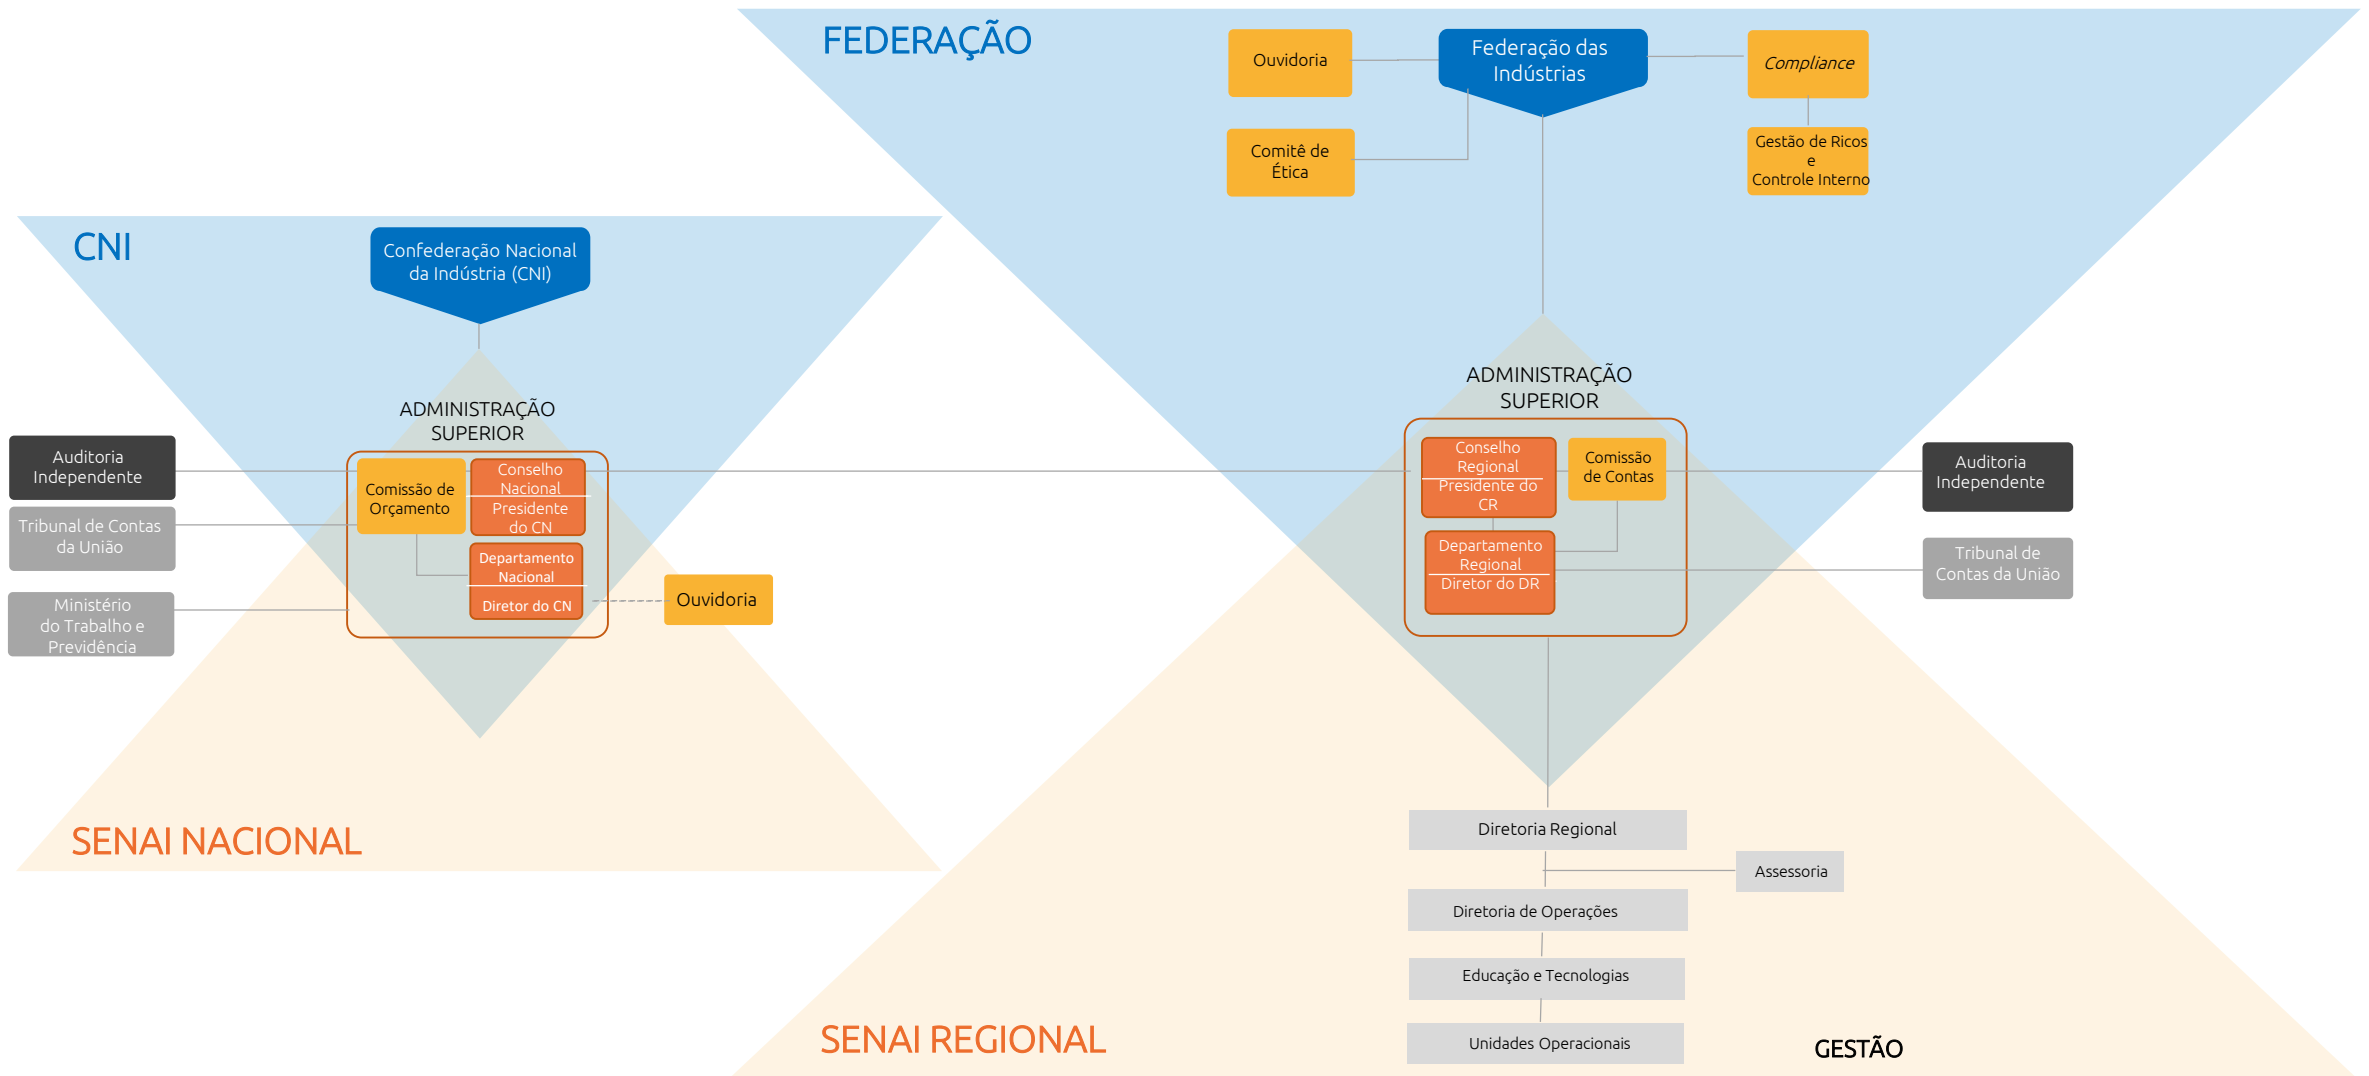 FEDERAÇÃO
Ouvidoria
Federação das
Indústrias
Compliance
Comitê de
Ética
Gestão de Ricos
e
Controle Interno
CNI
Confederação Nacional
da Indústria (CNI)
ADMINISTRAÇÃO
SUPERIOR
Auditoria
Independente
Tribunal de Contas
da União
Ministério
do Trabalho e
Previdência
Comissão de
Orçamento
Conselho
Nacional
Presidente
do CN
Departamento
Nacional
Diretor do CN
Ouvidoria
SENAI NACIONAL
ADMINISTRAÇÃO
SUPERIOR
Conselho
Regional
Presidente do
CR
Comissão
de Contas
Departamento
Regional
Diretor do DR
Auditoria
Independente
Tribunal de
Contas da União
Diretoria Regional
Assessoria
Diretoria de Operações
Educação e Tecnologias
Unidades Operacionais
SENAI REGIONAL
GESTÃO